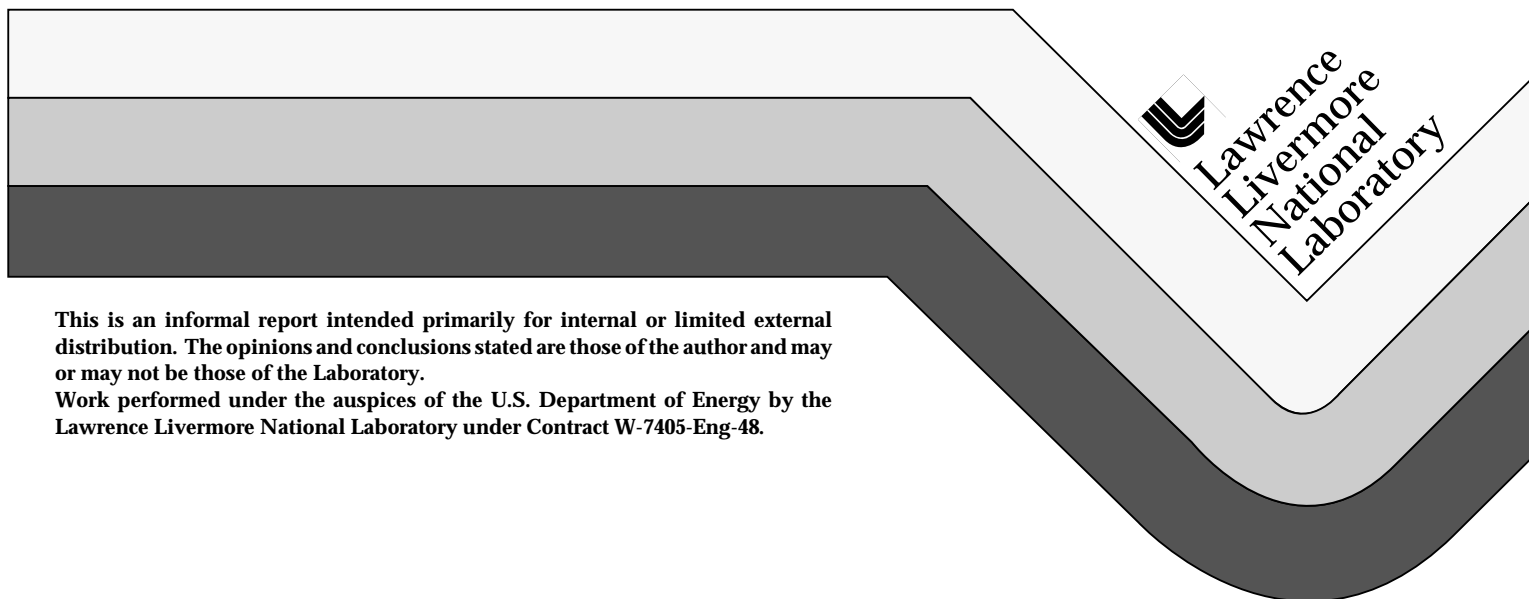 Lawrence
Livermore
National
Laboratory
This is an informal report intended primarily for internal or limited external
distribution. The opinions and conclusions stated are those of the author and may
or may not be those of the Laboratory.
Work performed under the auspices of the U.S. Department of Energy by the
Lawrence Livermore National Laboratory under Contract W-7405-Eng-48.